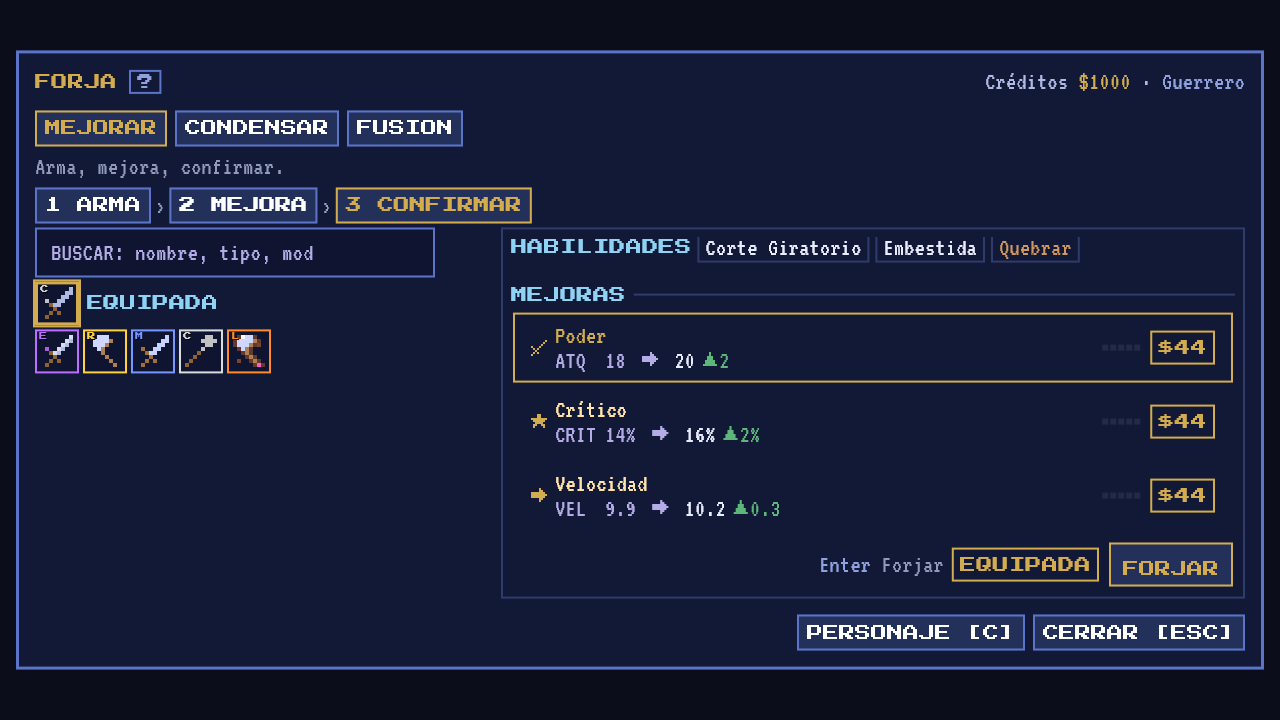 FORJA ?
Créditos $1000 · Guerrero
MEJORAR CONDENSAR FUSION
Arma, mejora, confirmar.
1 ARMA › 2 MEJORA › 3 CONFIRMAR
BUSCAR: nombre, tipo, mod
C EQUIPADA
E R M C L
HABILIDADES Corte Giratorio Embestida Quebrar
MEJORAS
Poder
ATQ 18 20 2
$44
Crítico
CRIT 14% 16% 2%
$44
Velocidad
VEL 9.9 10.2 0.3
$44
Enter Forjar EQUIPADA FORJAR
PERSONAJE [C] CERRAR [ESC]